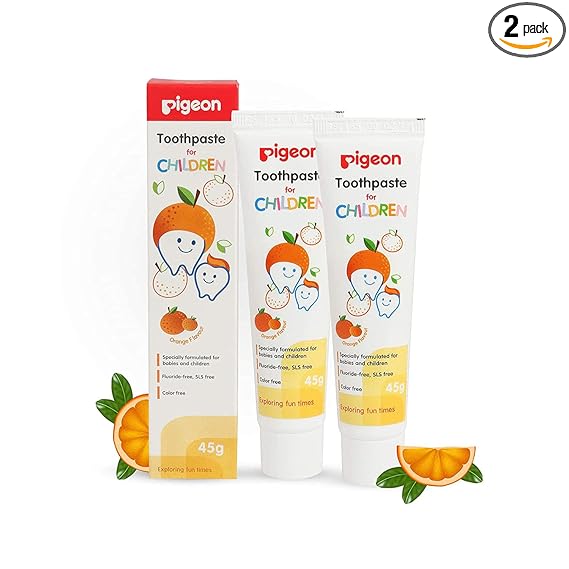 2 pack
pigeon
Toothpaste
for
CHILDREN
Orange Flavour
Specially formulated for
babies and children
Fluoride-free, SLS free
Color free
45g
Exploring fun times
pigeon
Toothpaste
for
CHILDREN
Orange Flavour
Specially formulated for
babies and children
Fluoride-free, SLS free
Color free
45g
Exploring fun times
pigeon
Toothpaste
for
CHILDREN
Orange Flavour
Specially formulated for
babies and children
Fluoride-free, SLS free
Color free
45g
Exploring fun times